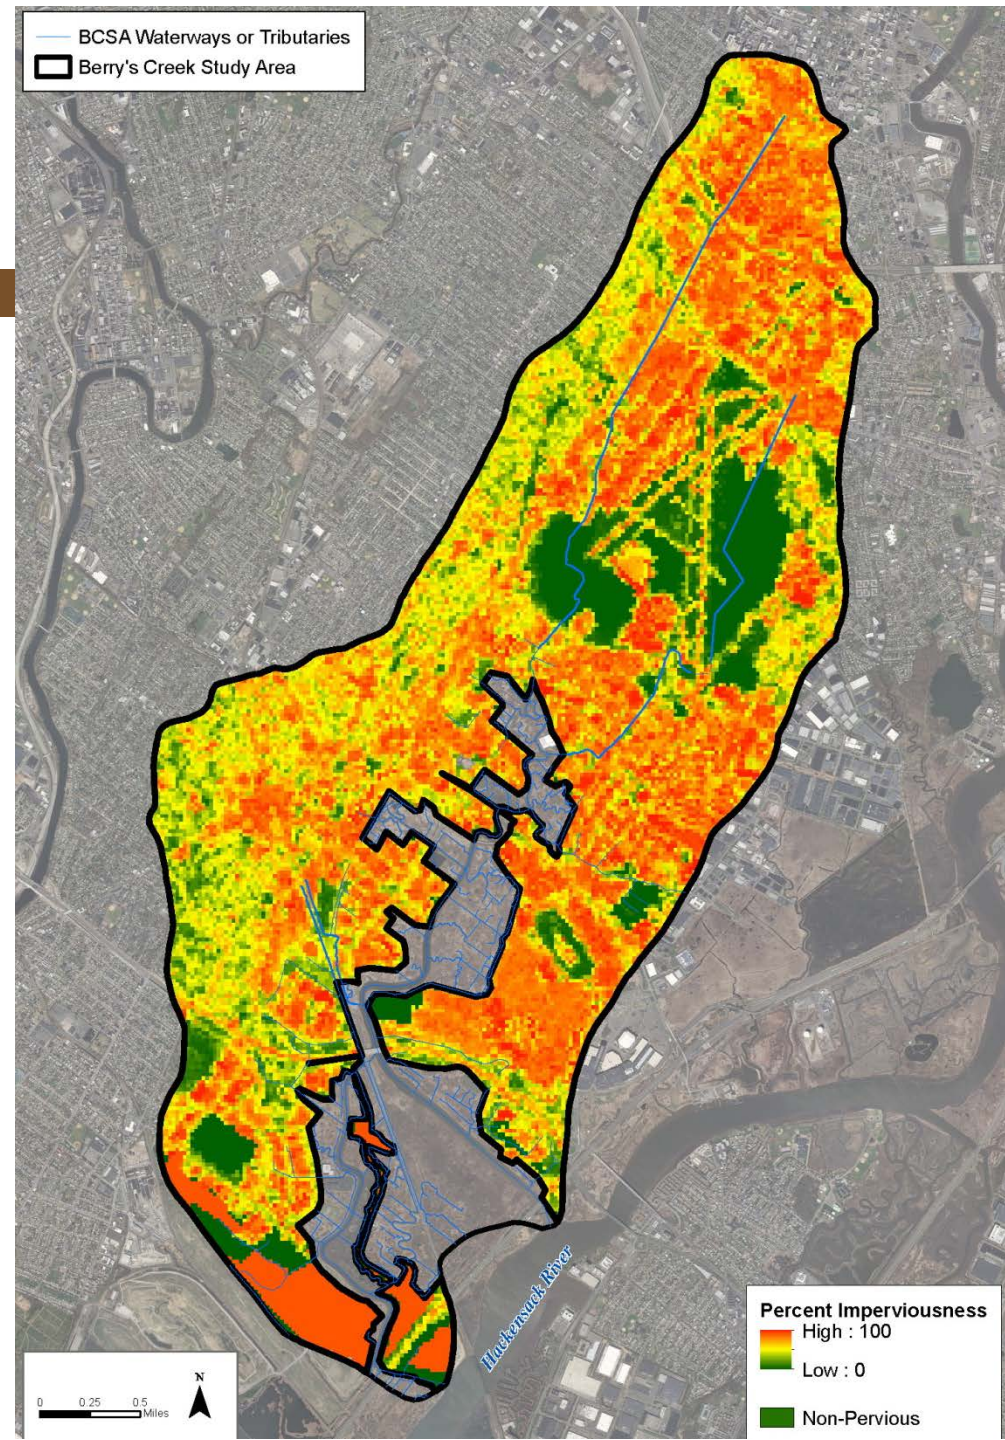 BCSA Waterways or Tributaries
Berry's Creek Study Area
Hackensack River
Percent Imperviousness
High : 100
Low : 0
Non-Pervious
N
0 0.25 0.5
Miles